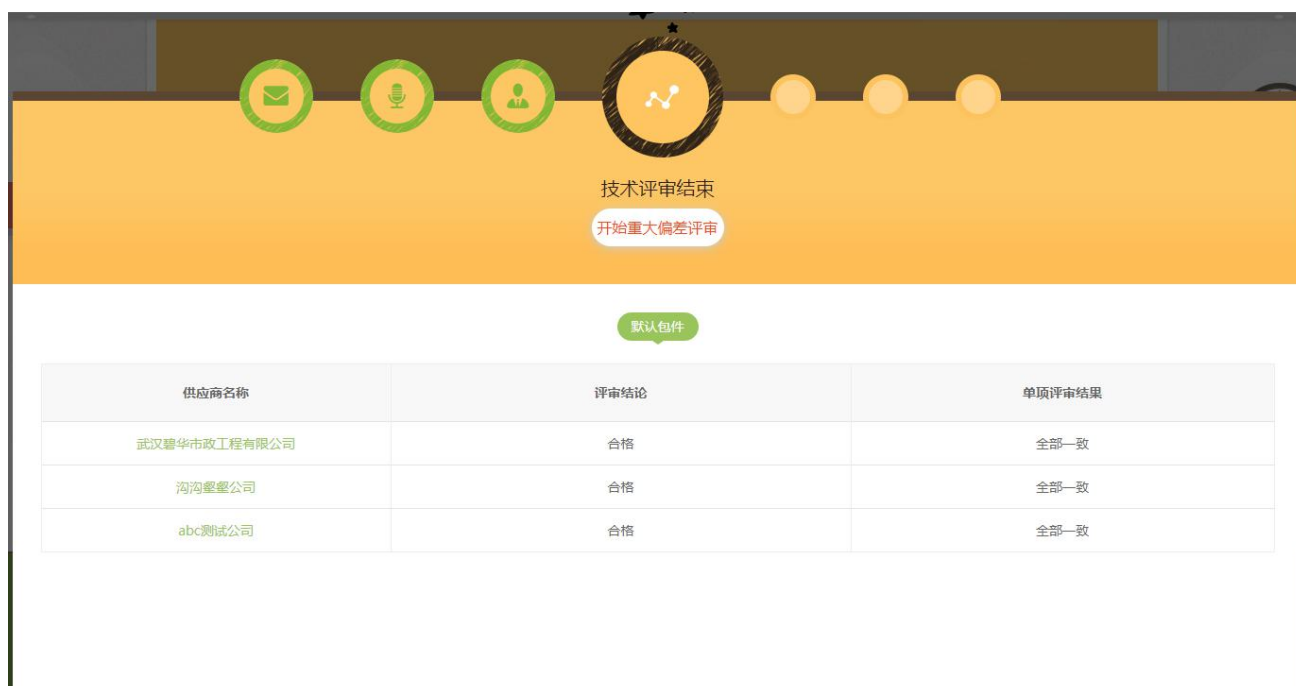 技术评审结束
开始重大偏差评审
默认包件
供应商名称 评审结论 单项评审结果
武汉碧华市政工程有限公司 合格 全部一致
沟沟壑壑公司 合格 全部一致
abc测试公司 合格 全部一致